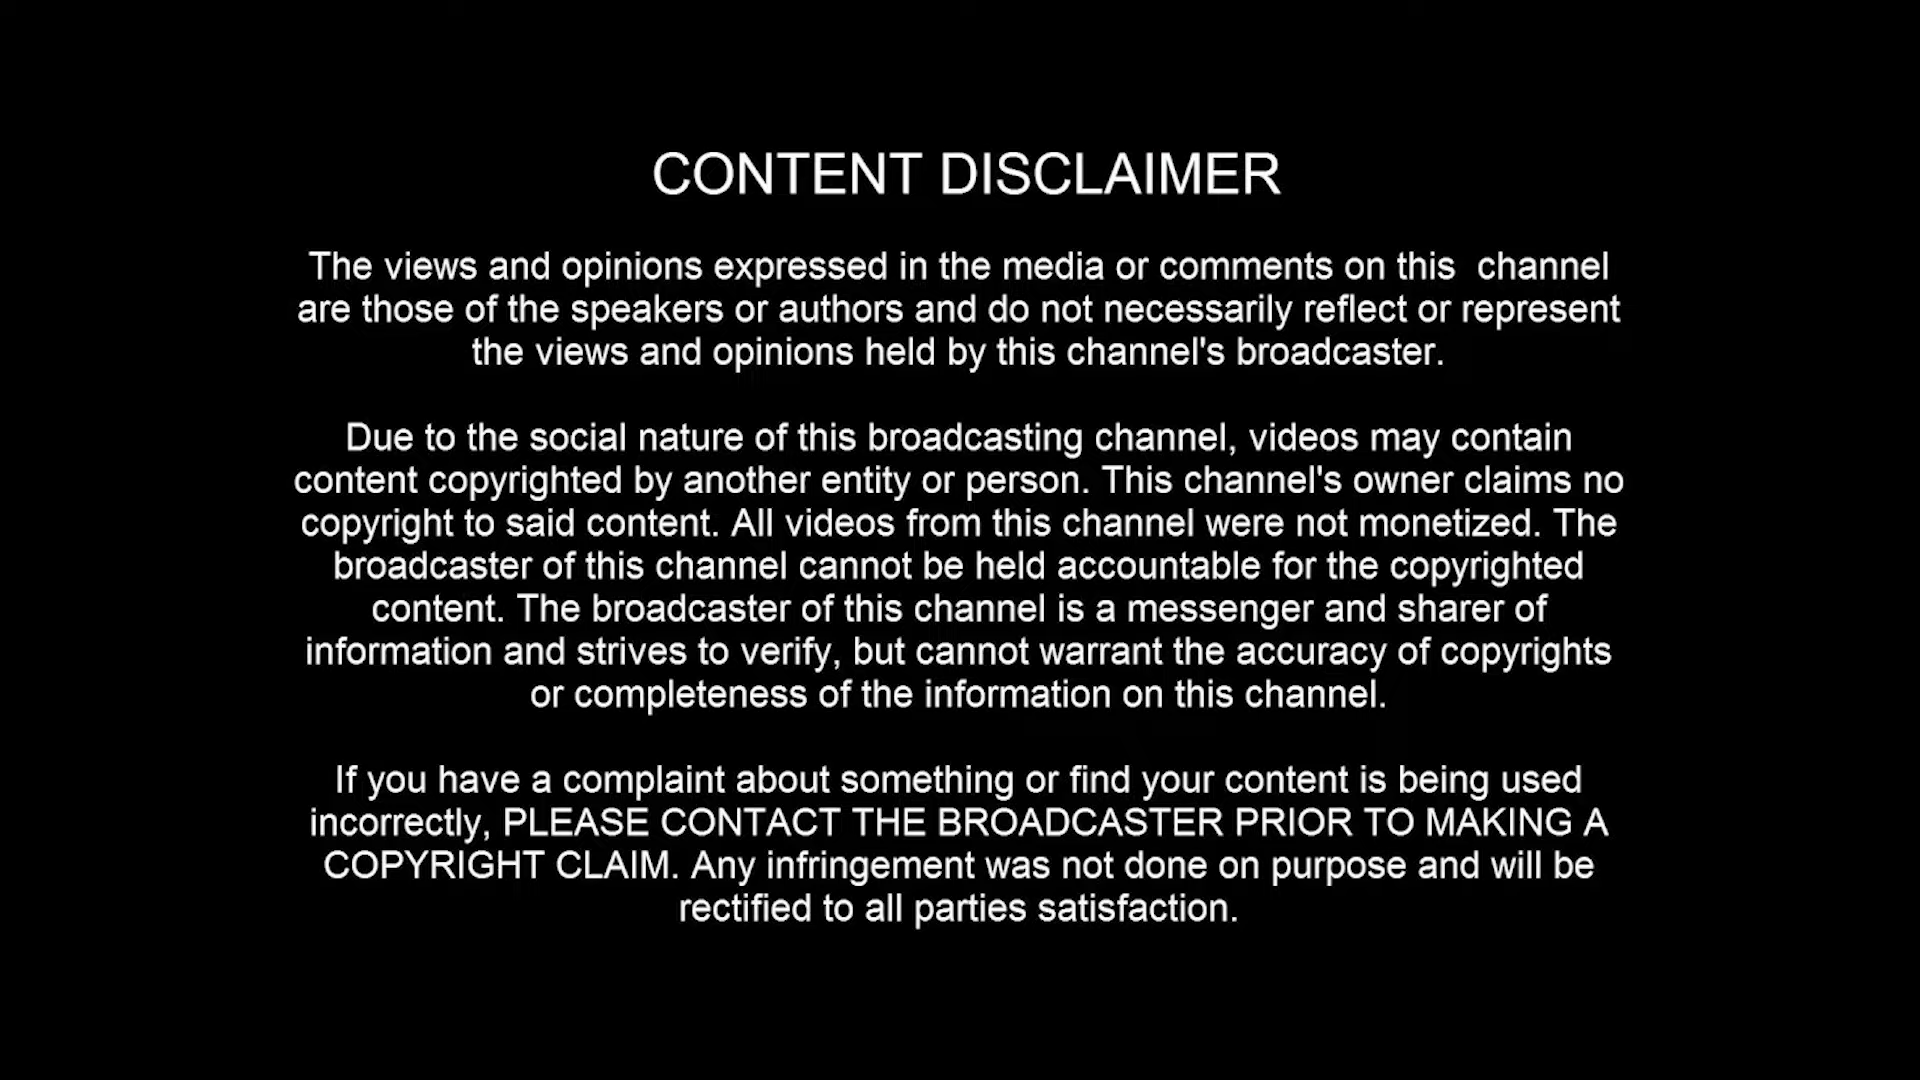 CONTENT DISCLAIMER
The views and opinions expressed in the media or comments on this  channel
are those of the speakers or authors and do not necessarily reflect or represent
the views and opinions held by this channel's broadcaster.
Due to the social nature of this broadcasting channel, videos may contain
content copyrighted by another entity or person. This channel's owner claims no
copyright to said content. All videos from this channel were not monetized. The
broadcaster of this channel cannot be held accountable for the copyrighted
content. The broadcaster of this channel is a messenger and sharer of
information and strives to verify, but cannot warrant the accuracy of copyrights
or completeness of the information on this channel.
If you have a complaint about something or find your content is being used
incorrectly, PLEASE CONTACT THE BROADCASTER PRIOR TO MAKING A
COPYRIGHT CLAIM. Any infringement was not done on purpose and will be
rectified to all parties satisfaction.